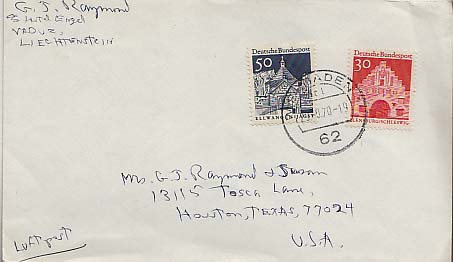 G. J. Raymond
% Hotel Engel
VADUZ,
LIECHTENSTEIN
Deutsche Bundespost
50
ELLWANGEN/JAGST
Deutsche Bundespost
30
FLENSBURG/SCHLESWIG
62
Mrs. G. J. Raymond & Susan
13115 Tosca Lane,
Houston, TEXAS, 77024
U.S.A.
Luftpost